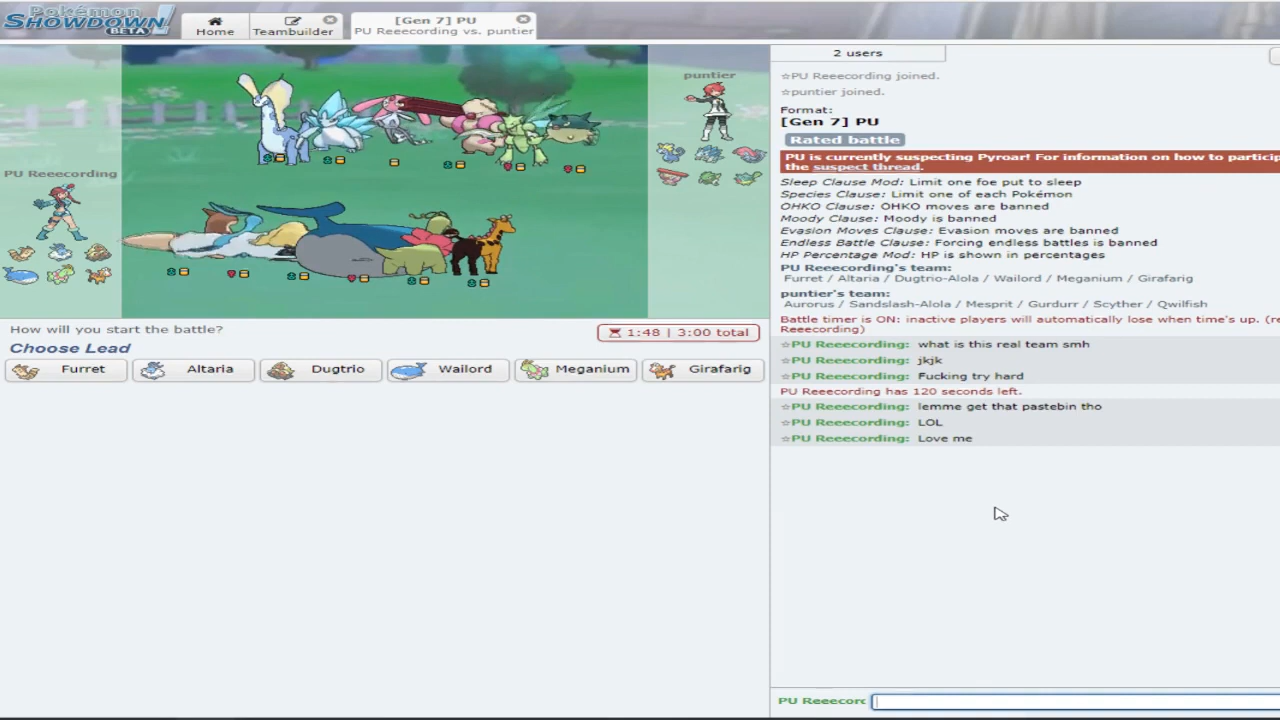 Pokémon
SHOWDOWN!
BETA
Home
Teambuilder
[Gen 7] PU
PU Reeecording vs. puntier
puntier
PU Reeecording
How will you start the battle?
1:48 | 3:00 total
Choose Lead
Furret
Altaria
Dugtrio
Wailord
Meganium
Girafarig
2 users
☆PU Reeecording joined.
☆puntier joined.
Format:
[Gen 7] PU
Rated battle
PU is currently suspecting Pyroar! For information on how to particip
the suspect thread.
Sleep Clause Mod: Limit one foe put to sleep
Species Clause: Limit one of each Pokémon
OHKO Clause: OHKO moves are banned
Moody Clause: Moody is banned
Evasion Moves Clause: Evasion moves are banned
Endless Battle Clause: Forcing endless battles is banned
HP Percentage Mod: HP is shown in percentages
PU Reeecording's team:
Furret / Altaria / Dugtrio-Alola / Wailord / Meganium / Girafarig
puntier's team:
Aurorus / Sandslash-Alola / Mesprit / Gurdurr / Scyther / Qwilfish
Battle timer is ON: inactive players will automatically lose when time's up. (re
Reeecording)
☆PU Reeecording: what is this real team smh
☆PU Reeecording: jkjk
☆PU Reeecording: Fucking try hard
PU Reeecording has 120 seconds left.
☆PU Reeecording: lemme get that pastebin tho
☆PU Reeecording: LOL
☆PU Reeecording: Love me
PU Reeecorc